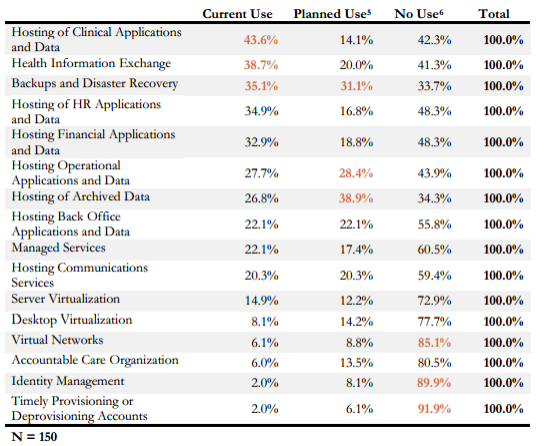 Current Use Planned Use⁵ No Use⁶ Total
Hosting of Clinical Applications
and Data 43.6% 14.1% 42.3% 100.0%
Health Information Exchange 38.7% 20.0% 41.3% 100.0%
Backups and Disaster Recovery 35.1% 31.1% 33.7% 100.0%
Hosting of HR Applications
and Data 34.9% 16.8% 48.3% 100.0%
Hosting Financial Applications
and Data 32.9% 18.8% 48.3% 100.0%
Hosting Operational
Applications and Data 27.7% 28.4% 43.9% 100.0%
Hosting of Archived Data 26.8% 38.9% 34.3% 100.0%
Hosting Back Office
Applications and Data 22.1% 22.1% 55.8% 100.0%
Managed Services 22.1% 17.4% 60.5% 100.0%
Hosting Communications
Services 20.3% 20.3% 59.4% 100.0%
Server Virtualization 14.9% 12.2% 72.9% 100.0%
Desktop Virtualization 8.1% 14.2% 77.7% 100.0%
Virtual Networks 6.1% 8.8% 85.1% 100.0%
Accountable Care Organization 6.0% 13.5% 80.5% 100.0%
Identity Management 2.0% 8.1% 89.9% 100.0%
Timely Provisioning or
Deprovisioning Accounts 2.0% 6.1% 91.9% 100.0%
N = 150